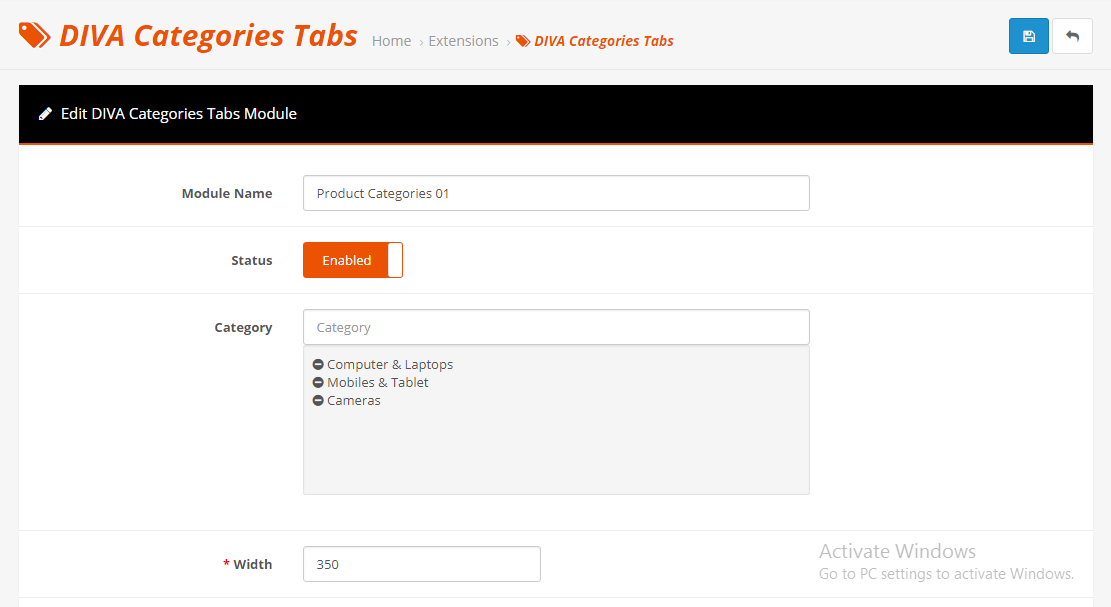 DIVA Categories Tabs Home › Extensions › DIVA Categories Tabs
Edit DIVA Categories Tabs Module
Module Name Product Categories 01
Status Enabled
Category Category
Computer & Laptops
Mobiles & Tablet
Cameras
* Width 350
Activate Windows
Go to PC settings to activate Windows.